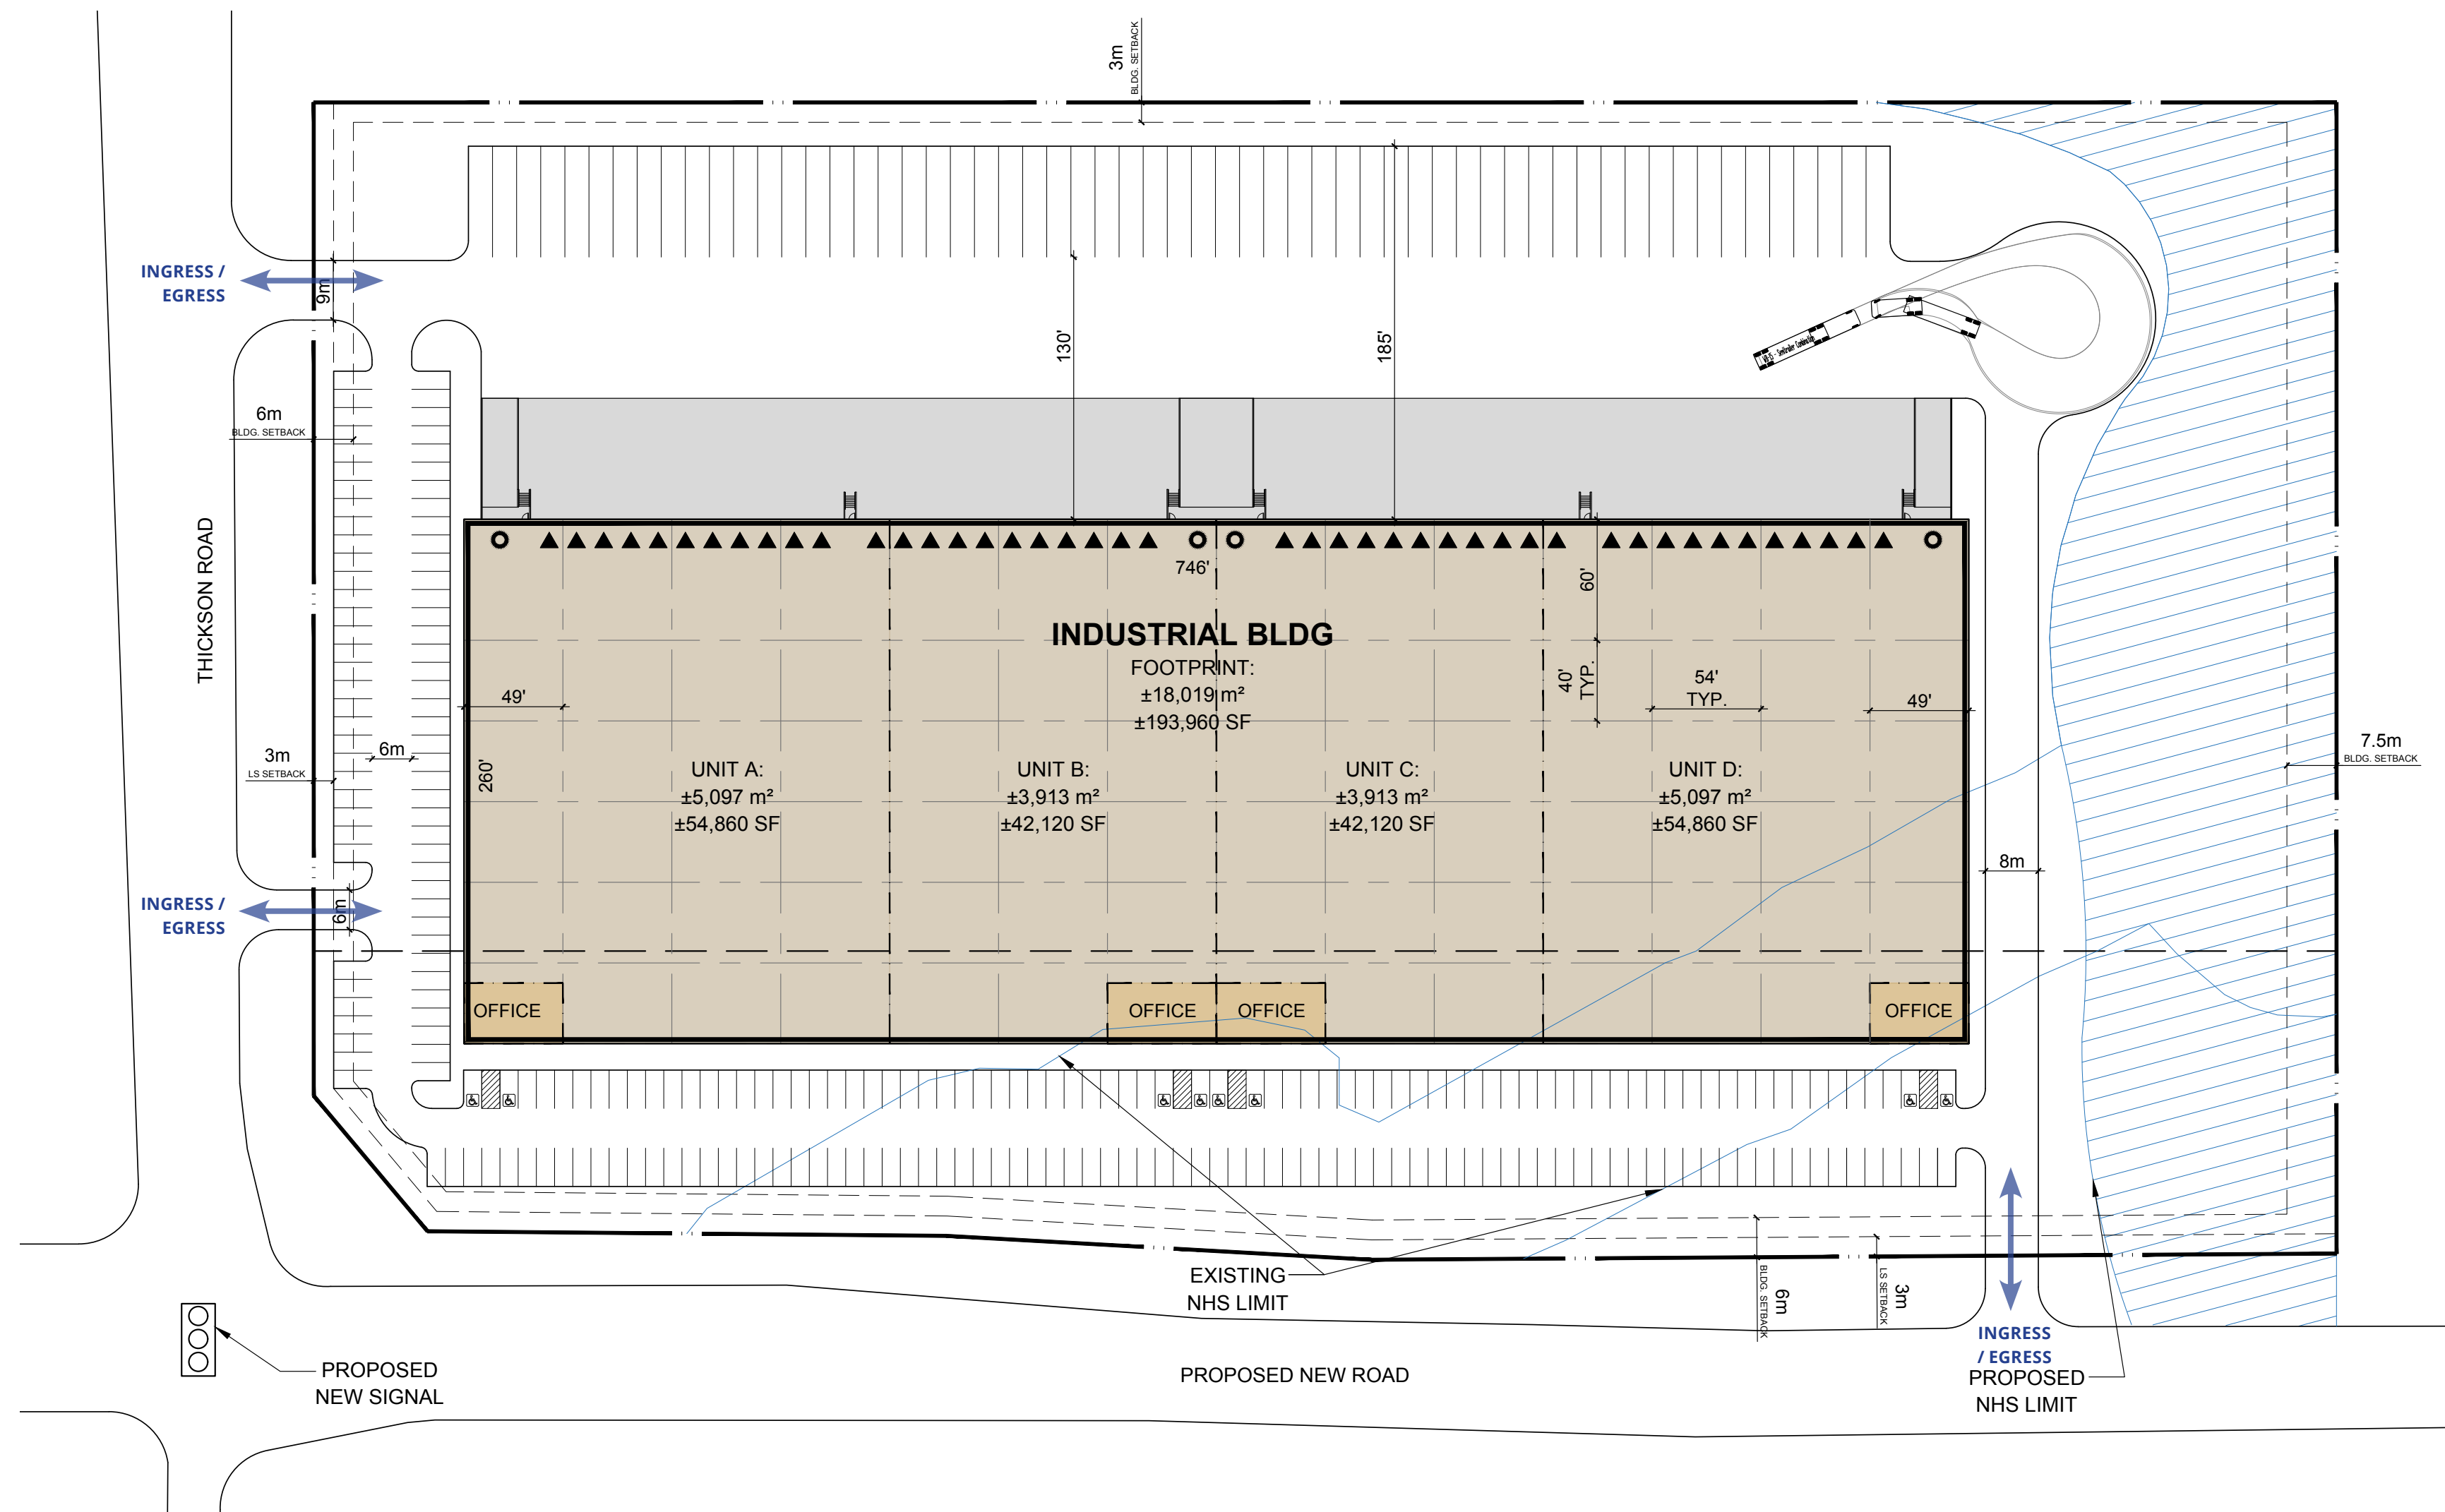 3m
BLDG. SETBACK
INGRESS /
EGRESS
9m
130'
185'
WB-15 - Semitrailer Combination
6m
BLDG. SETBACK
THICKSON ROAD
746'
60'
INDUSTRIAL BLDG
FOOTPRINT:
±18,019 m²
±193,960 SF
40'
TYP.
54'
TYP.
49'
49'
3m
LS SETBACK
6m
260'
UNIT A:
±5,097 m²
±54,860 SF
UNIT B:
±3,913 m²
±42,120 SF
UNIT C:
±3,913 m²
±42,120 SF
UNIT D:
±5,097 m²
±54,860 SF
7.5m
BLDG. SETBACK
8m
INGRESS /
EGRESS
6m
OFFICE
OFFICE
OFFICE
OFFICE
EXISTING
NHS LIMIT
6m
BLDG. SETBACK
3m
LS SETBACK
INGRESS
/ EGRESS
PROPOSED
NHS LIMIT
PROPOSED
NEW SIGNAL
PROPOSED NEW ROAD